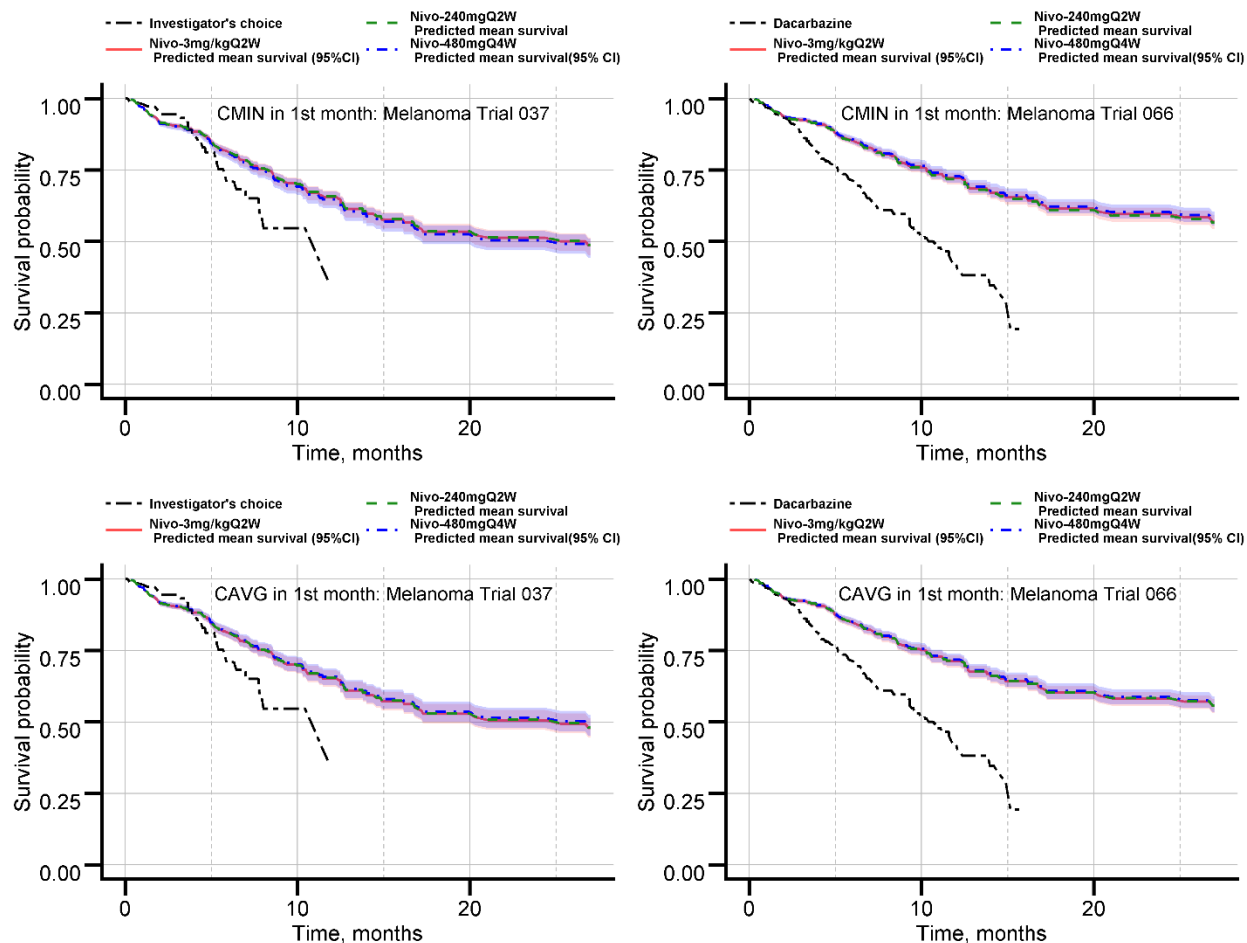 Investigator's choice
Nivo-3mg/kgQ2W
Predicted mean survival (95%CI)
Nivo-240mgQ2W
Predicted mean survival
Nivo-480mgQ4W
Predicted mean survival(95% CI)
CMIN in 1st month: Melanoma Trial 037
Survival probability
1.00
0.75
0.50
0.25
0.00
0
10
20
Time, months
Dacarbazine
Nivo-3mg/kgQ2W
Predicted mean survival (95%CI)
Nivo-240mgQ2W
Predicted mean survival
Nivo-480mgQ4W
Predicted mean survival(95% CI)
CMIN in 1st month: Melanoma Trial 066
Survival probability
1.00
0.75
0.50
0.25
0.00
0
10
20
Time, months
Investigator's choice
Nivo-3mg/kgQ2W
Predicted mean survival (95%CI)
Nivo-240mgQ2W
Predicted mean survival
Nivo-480mgQ4W
Predicted mean survival(95% CI)
CAVG in 1st month: Melanoma Trial 037
Survival probability
1.00
0.75
0.50
0.25
0.00
0
10
20
Time, months
Dacarbazine
Nivo-3mg/kgQ2W
Predicted mean survival (95%CI)
Nivo-240mgQ2W
Predicted mean survival
Nivo-480mgQ4W
Predicted mean survival(95% CI)
CAVG in 1st month: Melanoma Trial 066
Survival probability
1.00
0.75
0.50
0.25
0.00
0
10
20
Time, months